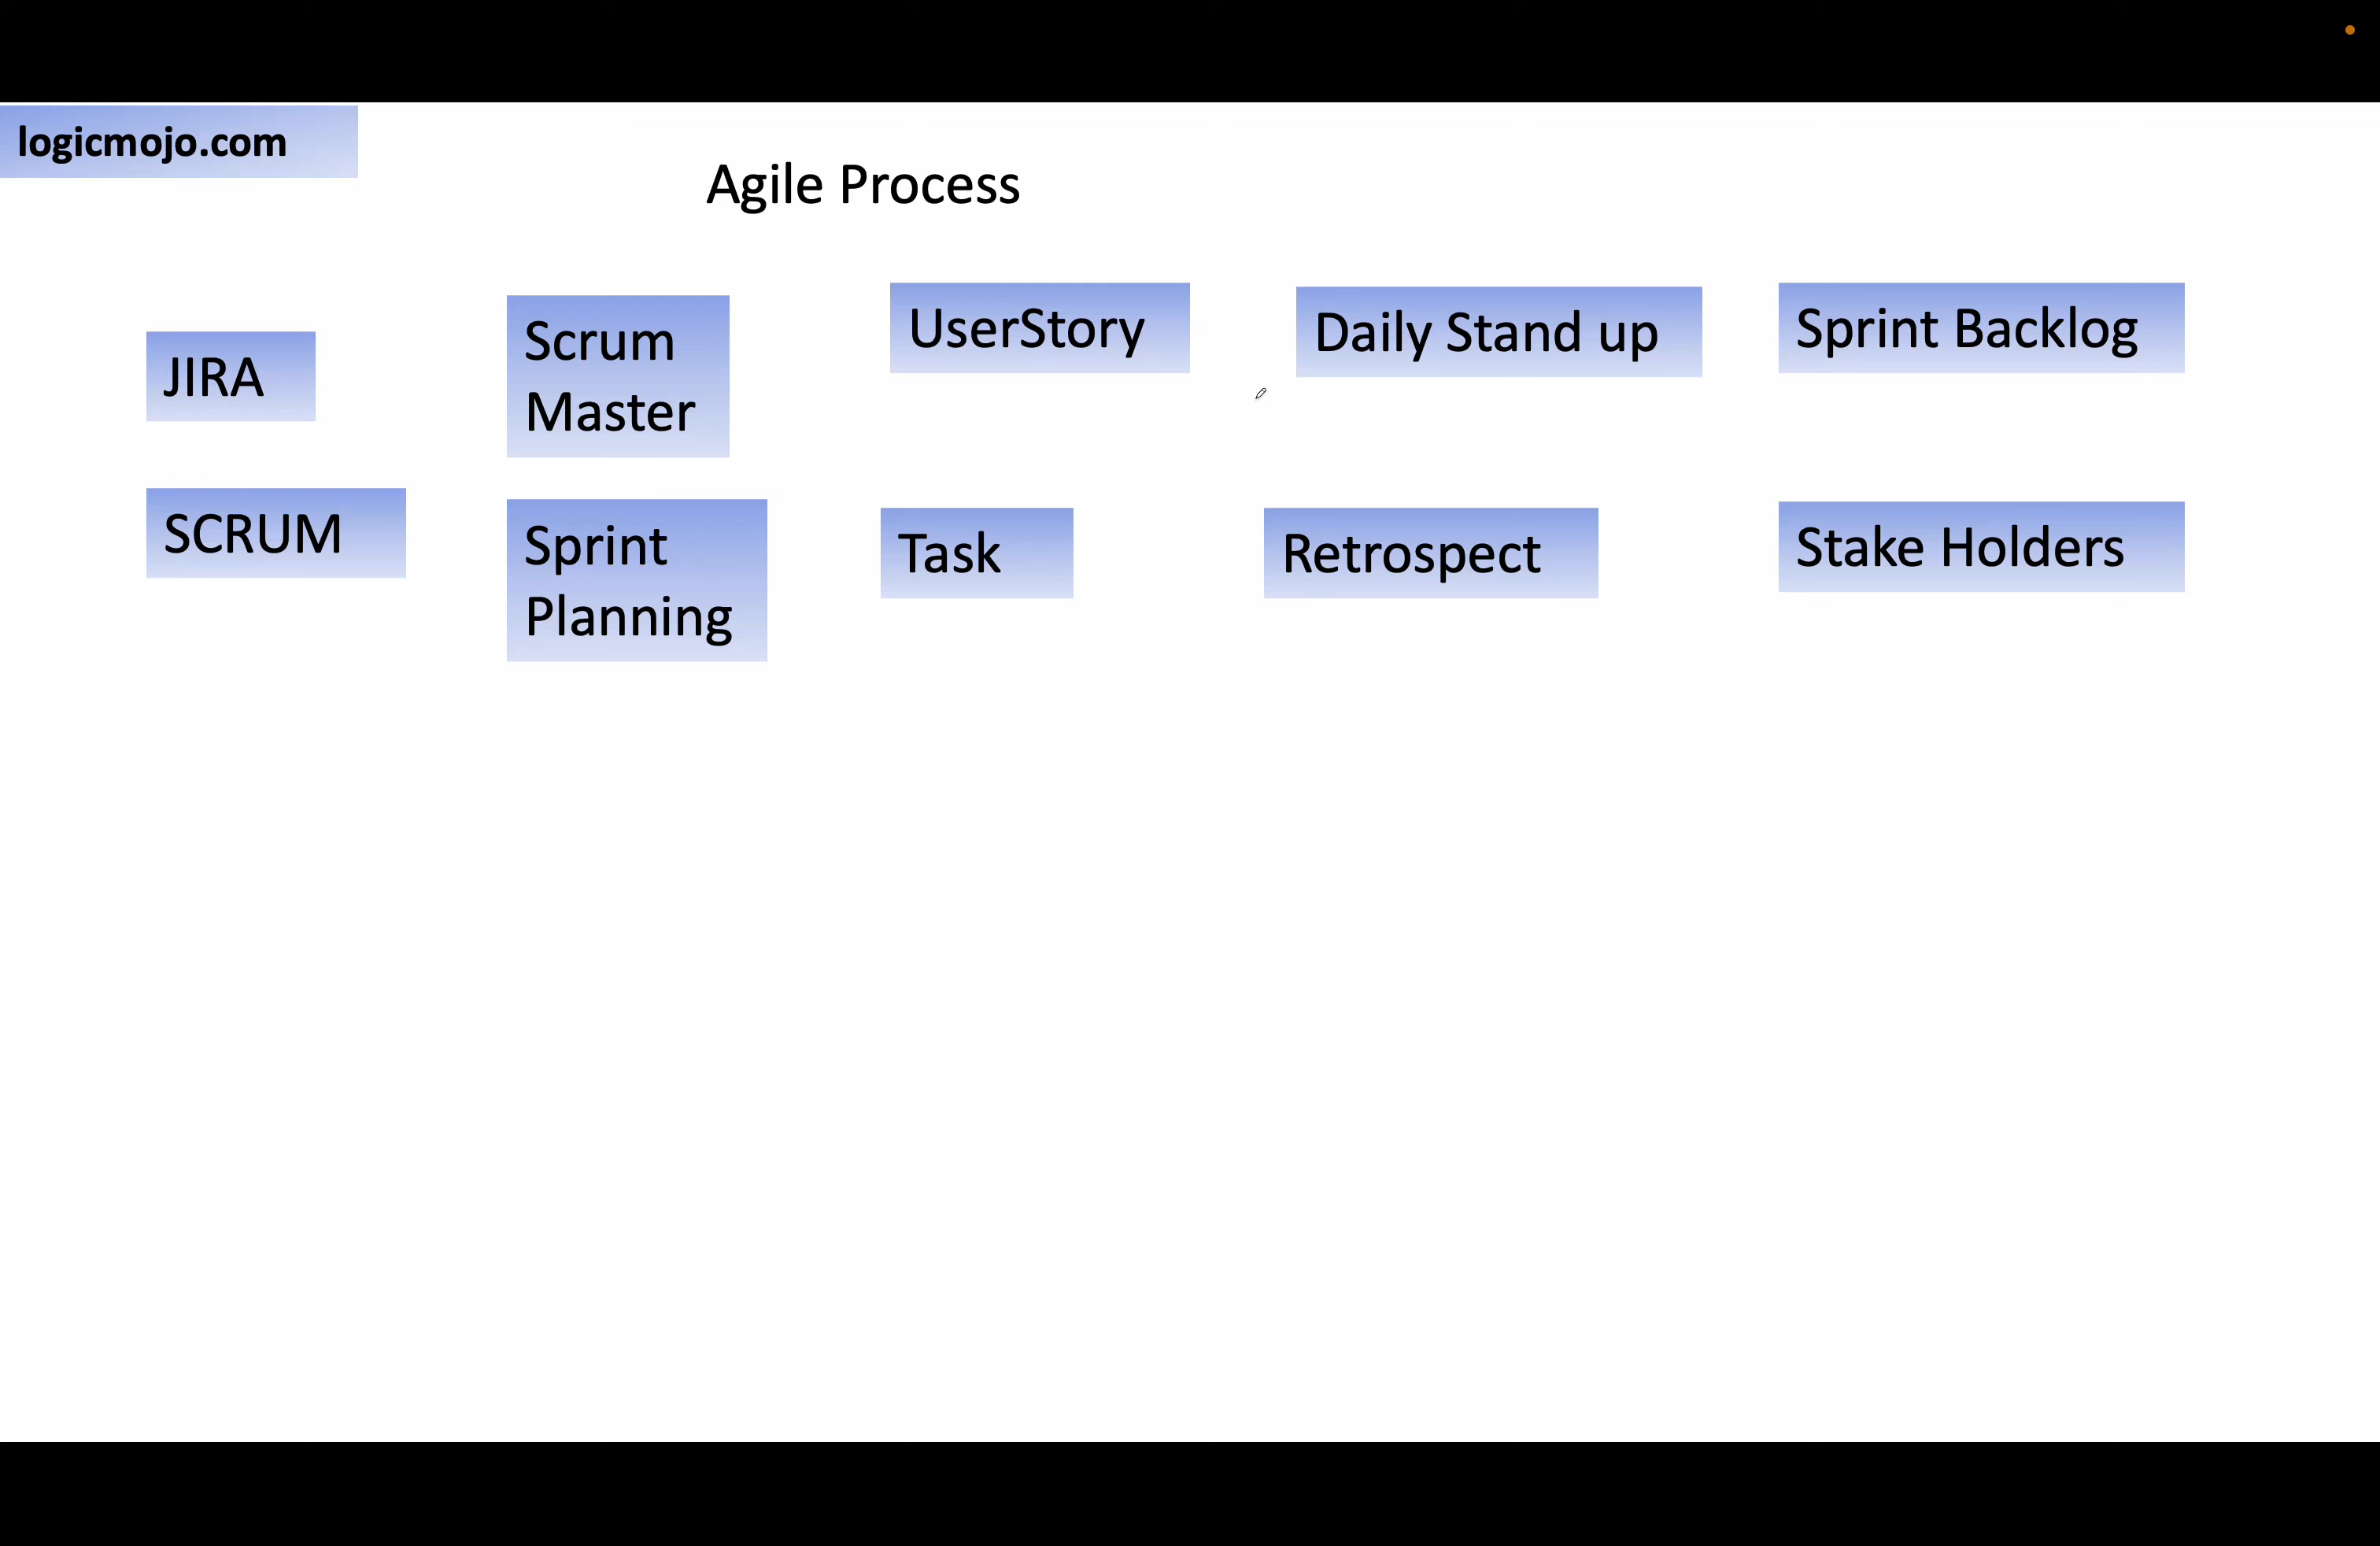 logicmojo.com
Agile Process
JIRA
Scrum
Master
UserStory
Daily Stand up
Sprint Backlog
SCRUM
Sprint
Planning
Task
Retrospect
Stake Holders